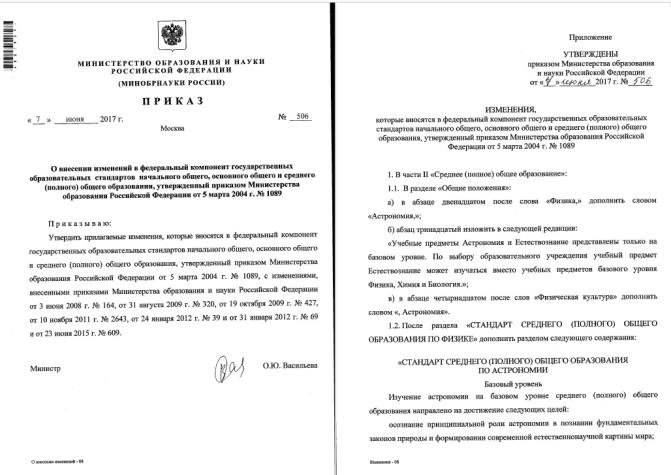 МИНИСТЕРСТВО ОБРАЗОВАНИЯ И НАУКИ
РОССИЙСКОЙ ФЕДЕРАЦИИ
(МИНОБРНАУКИ РОССИИ)
П Р И К А З
« 7 » июня 2017 г.
№ 506
Москва
О внесении изменений в федеральный компонент государственных
образовательных стандартов начального общего, основного общего и среднего
(полного) общего образования, утвержденный приказом Министерства
образования Российской Федерации от 5 марта 2004 г. № 1089
П р и к а з ы в а ю:
Утвердить прилагаемые изменения, которые вносятся в федеральный компонент
государственных образовательных стандартов начального общего, основного общего
и среднего (полного) общего образования, утвержденный приказом Министерства
образования Российской Федерации от 5 марта 2004 г. № 1089, с изменениями,
внесенными приказами Министерства образования и науки Российской Федерации
от 3 июня 2008 г. № 164, от 31 августа 2009 г. № 320, от 19 октября 2009 г. № 427,
от 10 ноября 2011 г. № 2643, от 24 января 2012 г. № 39 и от 31 января 2012 г. № 69
и от 23 июня 2015 г. № 609.
Министр
О.Ю. Васильева
О внесении изменений - 08
Приложение
УТВЕРЖДЕНЫ
приказом Министерства образования
и науки Российской Федерации
от « 7 » июня 2017 г. № 506
ИЗМЕНЕНИЯ,
которые вносятся в федеральный компонент государственных образовательных
стандартов начального общего, основного общего и среднего (полного) общего
образования, утвержденный приказом Министерства образования Российской
Федерации от 5 марта 2004 г. № 1089
1. В части II «Среднее (полное) общее образование»:
1.1. В разделе «Общие положения»:
а) в абзаце двенадцатом после слова «Физика,» дополнить словом
«Астрономия,»;
б) абзац тринадцатый изложить в следующей редакции:
«Учебные предметы Астрономия и Естествознание представлены только на
базовом уровне. По выбору образовательного учреждения учебный предмет
Естествознание может изучаться вместо учебных предметов базового уровня
Физика, Химия и Биология.»;
в) в абзаце четырнадцатом после слов «Физическая культура» дополнить
словом «, Астрономия».
1.2. После раздела «СТАНДАРТ СРЕДНЕГО (ПОЛНОГО) ОБЩЕГО
ОБРАЗОВАНИЯ ПО ФИЗИКЕ» дополнить разделом следующего содержания:
«СТАНДАРТ СРЕДНЕГО (ПОЛНОГО) ОБЩЕГО ОБРАЗОВАНИЯ
ПО АСТРОНОМИИ
Базовый уровень
Изучение астрономии на базовом уровне среднего (полного) общего
образования направлено на достижение следующих целей:
осознание принципиальной роли астрономии в познании фундаментальных
законов природы и формировании современной естественнонаучной картины мира;
Изменения - 08